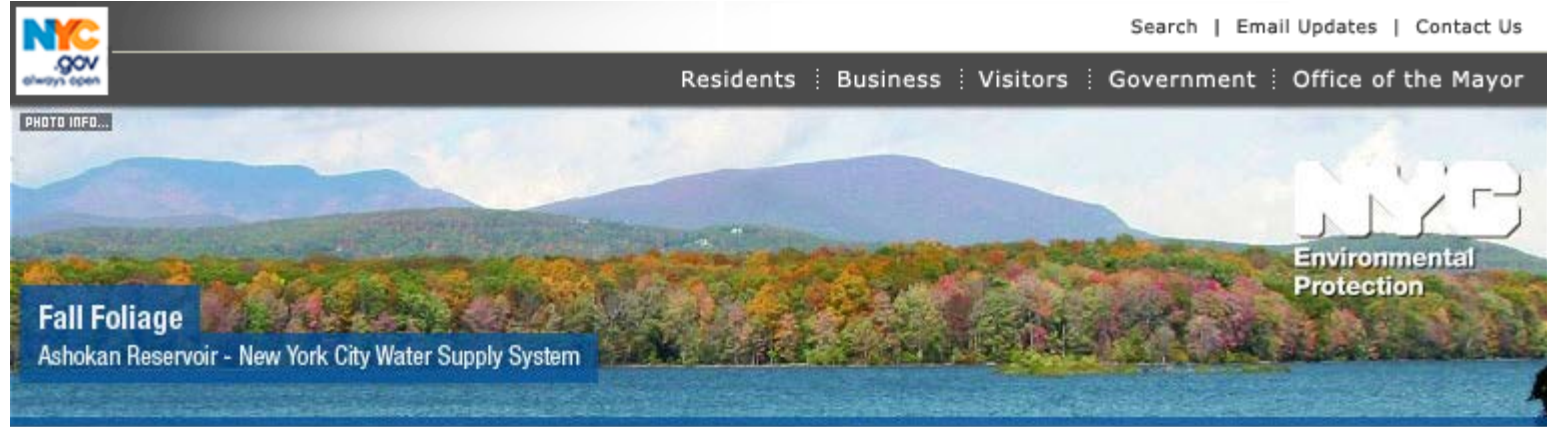 NYC
.gov
always open
Search | Email Updates | Contact Us
Residents Business Visitors Government Office of the Mayor
PHOTO INFO...
NYC
Environmental
Protection
Fall Foliage
Ashokan Reservoir - New York City Water Supply System